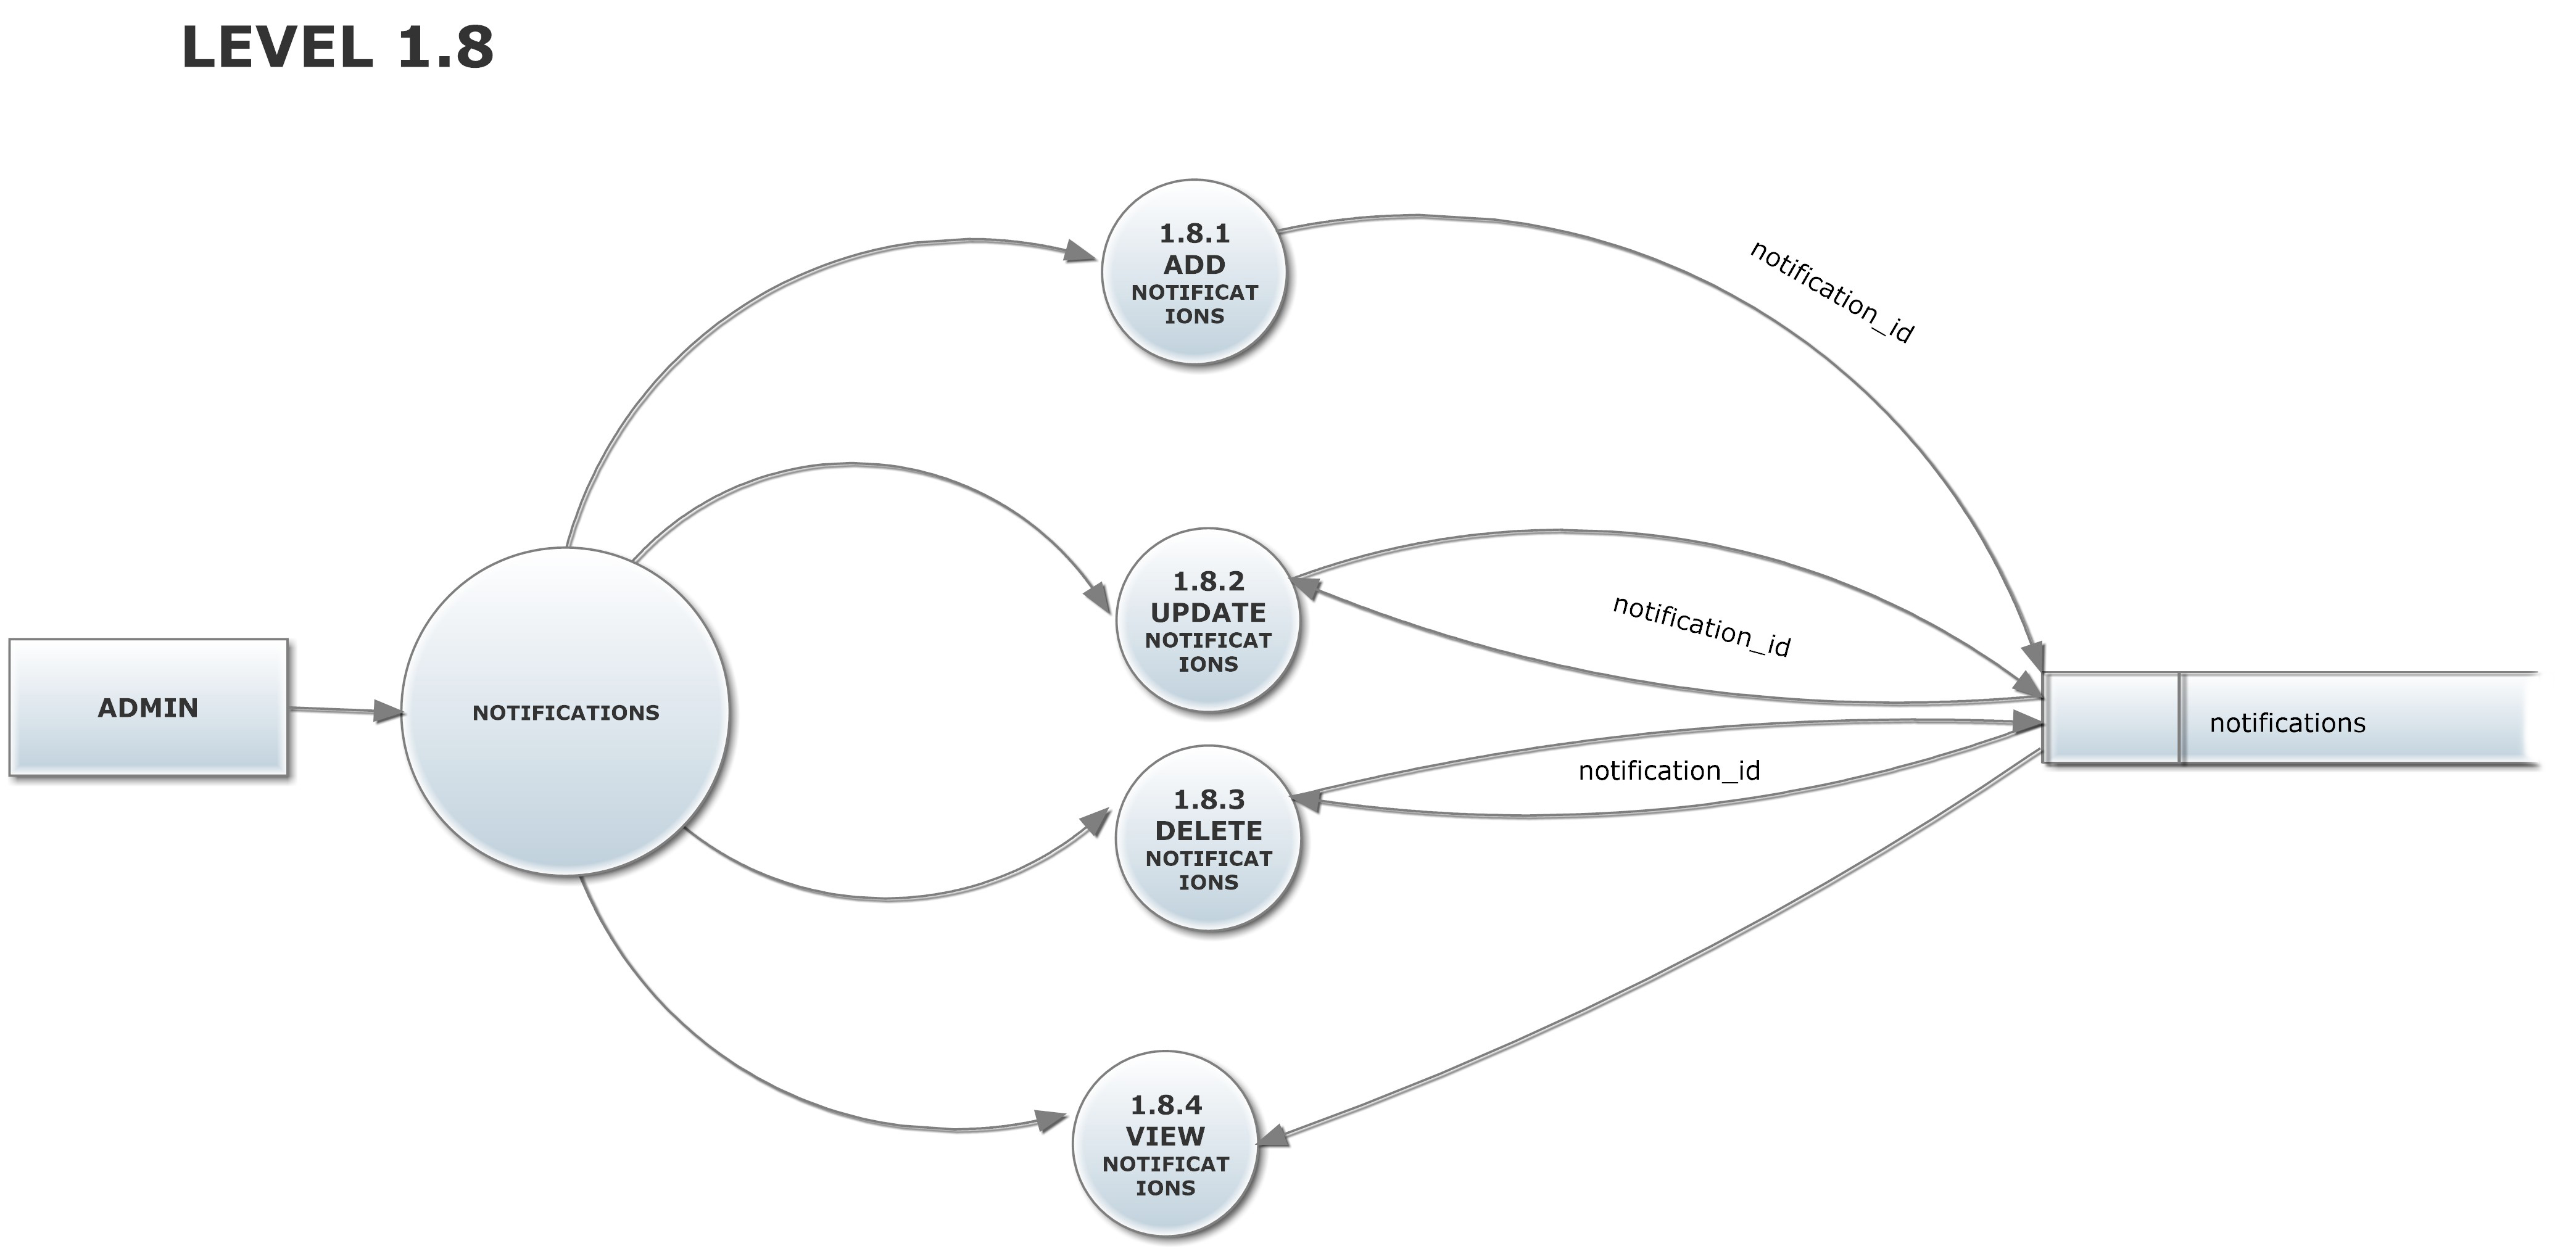 LEVEL 1.8
1.8.1
ADD
NOTIFICAT
IONS
notification_id
1.8.2
UPDATE
NOTIFICAT
IONS
notification_id
ADMIN
NOTIFICATIONS
notifications
notification_id
1.8.3
DELETE
NOTIFICAT
IONS
1.8.4
VIEW
NOTIFICAT
IONS